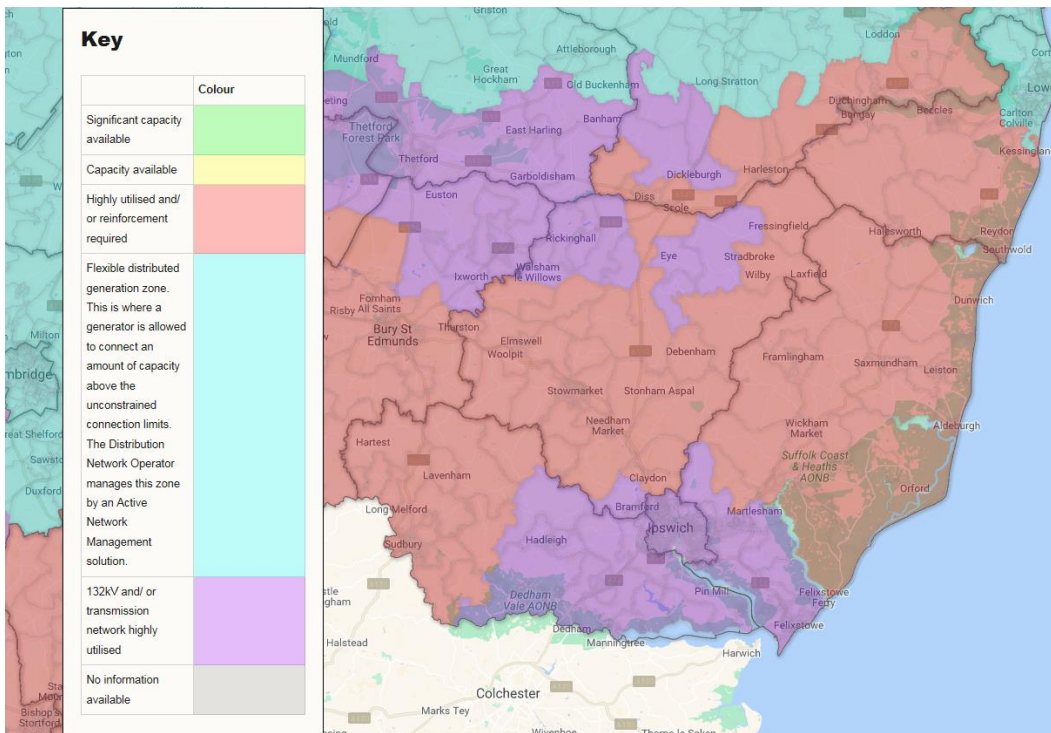 Key
Colour
Significant capacity
available
Capacity available
Highly utilised and/
or reinforcement
required
Flexible distributed
generation zone.
This is where a
generator is allowed
to connect an
amount of capacity
above the
unconstrained
connection limits.
The Distribution
Network Operator
manages this zone
by an Active
Network
Management
solution.
132kV and/ or
transmission
network highly
utilised
No information
available
Griston
Mundford
Attleborough
Loddon
Great
Hockham
Old Buckenham
Long Stratton
Ditchingham
Bungay
Beccles
Carlton
Colville
Kessingland
Thetford
Forest Park
East Harling
Banham
Thetford
Garboldisham
Dickleburgh
Harleston
Euston
Diss
Scole
Fressingfield
Halesworth
Reydon
Southwold
Rickinghall
Eye
Stradbroke
Wilby
Laxfield
Ixworth
Walsham
le Willows
Dunwich
Fornham
All Saints
Risby
Bury St
Edmunds
Thurston
Elmswell
Woolpit
Debenham
Framlingham
Saxmundham
Leiston
Stowmarket
Stonham Aspal
Needham
Market
Wickham
Market
Aldeburgh
Hartest
Lavenham
Suffolk Coast
& Heaths
AONB
Orford
Claydon
Long Melford
Bramford
Ipswich
Martlesham
Sudbury
Hadleigh
Dedham
Vale AONB
Pin Mill
Felixstowe
Ferry
Felixstowe
Dedham
Manningtree
Harwich
Halstead
Colchester
Marks Tey
Wivenhoe
Milton
mbridge
reat Shelford
Sawst
Duxford
Sta
Mou
Bishop's
Stortford